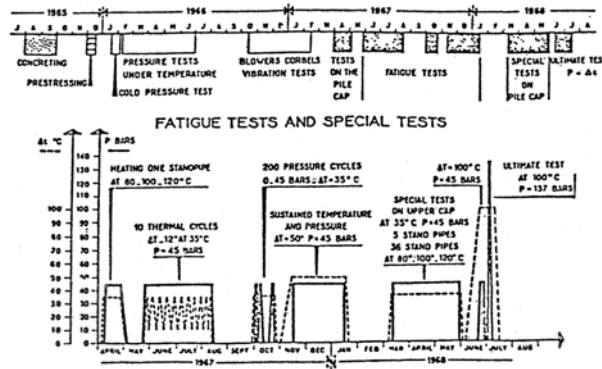 1965 1966 1967 1968
J A S O N D J F M A M J J A S O N D J F M A M J J A S O N D J F M A M J J A
CONCRETING
PRESTRESSING
PRESSURE TESTS
UNDER TEMPERATURE
COLD PRESSURE TEST
BLOWERS CORBELS
VIBRATION TESTS
TESTS
ON THE
PILE
CAP
FATIGUE TESTS
SPECIAL
TESTS
ON
PILE CAP
ULTIMATE TEST
P = Δt
FATIGUE TESTS AND SPECIAL TESTS
Δt °C P BARS
140
130
120
110
100
90
80
70
60
50
40
30
20
10
0
100
50
0
HEATING ONE STANDPIPE
AT 80.100.120°C
10 THERMAL CYCLES
ΔT_12° AT 35°C
P=45 BARS
200 PRESSURE CYCLES
0.45 BARS = ΔT=35°C
SUSTAINED TEMPERATURE
AND PRESSURE
ΔT=50° P=45 BARS
SPECIAL TESTS
ON UPPER CAP
AT 35°C P=45 BARS
5 STAND PIPES
36 STAND PIPES
AT 80°:100°,120°C
ΔT=100°C
P=45 BARS
ULTIMATE TEST
AT 100°C
P=137 BARS
APRIL MAY JUNE JULY AUG SEPT OCT NOV DEC JAN FEB MAR APRIL MAY JUNE JULY AUG
1967 1968